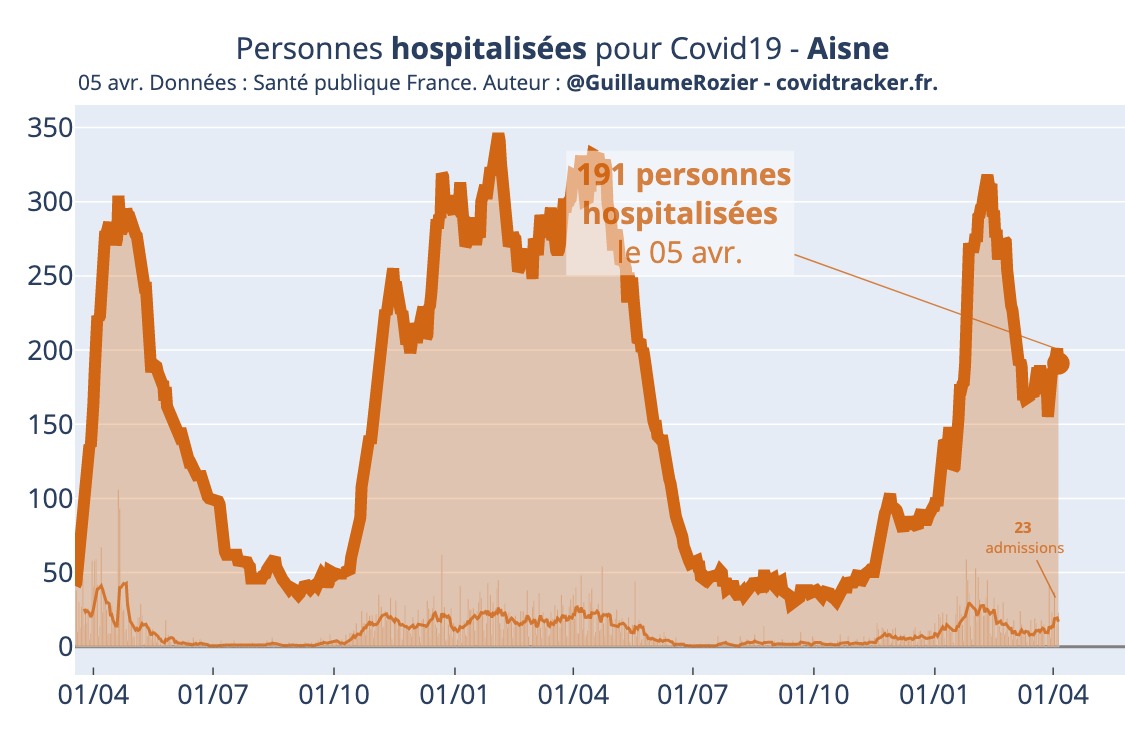 Personnes hospitalisées pour Covid19 - Aisne
05 avr. Données : Santé publique France. Auteur : @GuillaumeRozier - covidtracker.fr.
350
300
250
200
150
100
50
0
191 personnes
hospitalisées
le 05 avr.
23
admissions
01/04 01/07 01/10 01/01 01/04 01/07 01/10 01/01 01/04